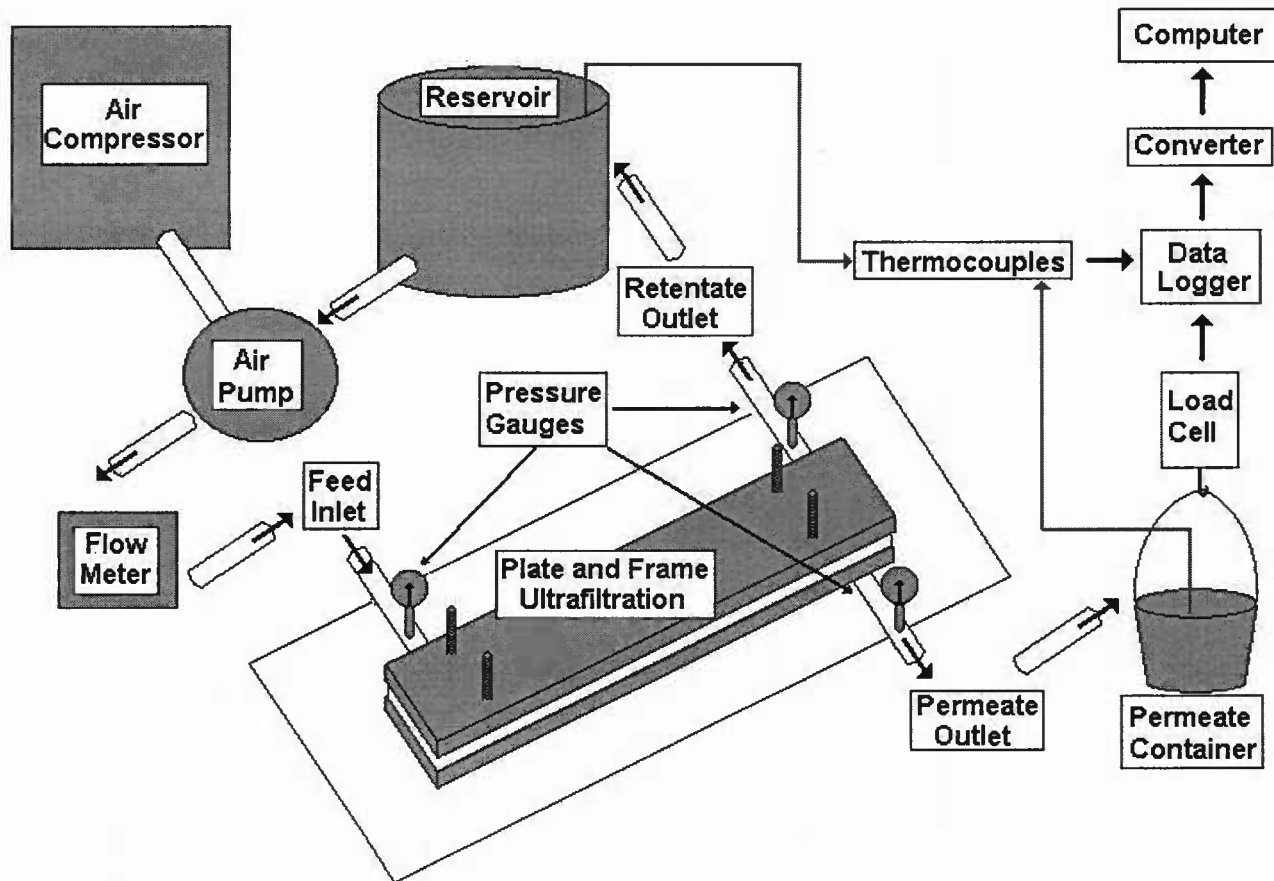 Air
Compressor
Reservoir
Computer
Converter
Data
Logger
Thermocouples
Retentate
Outlet
Air
Pump
Pressure
Gauges
Load
Cell
Feed
Inlet
Flow
Meter
Plate and Frame
Ultrafiltration
Permeate
Outlet
Permeate
Container